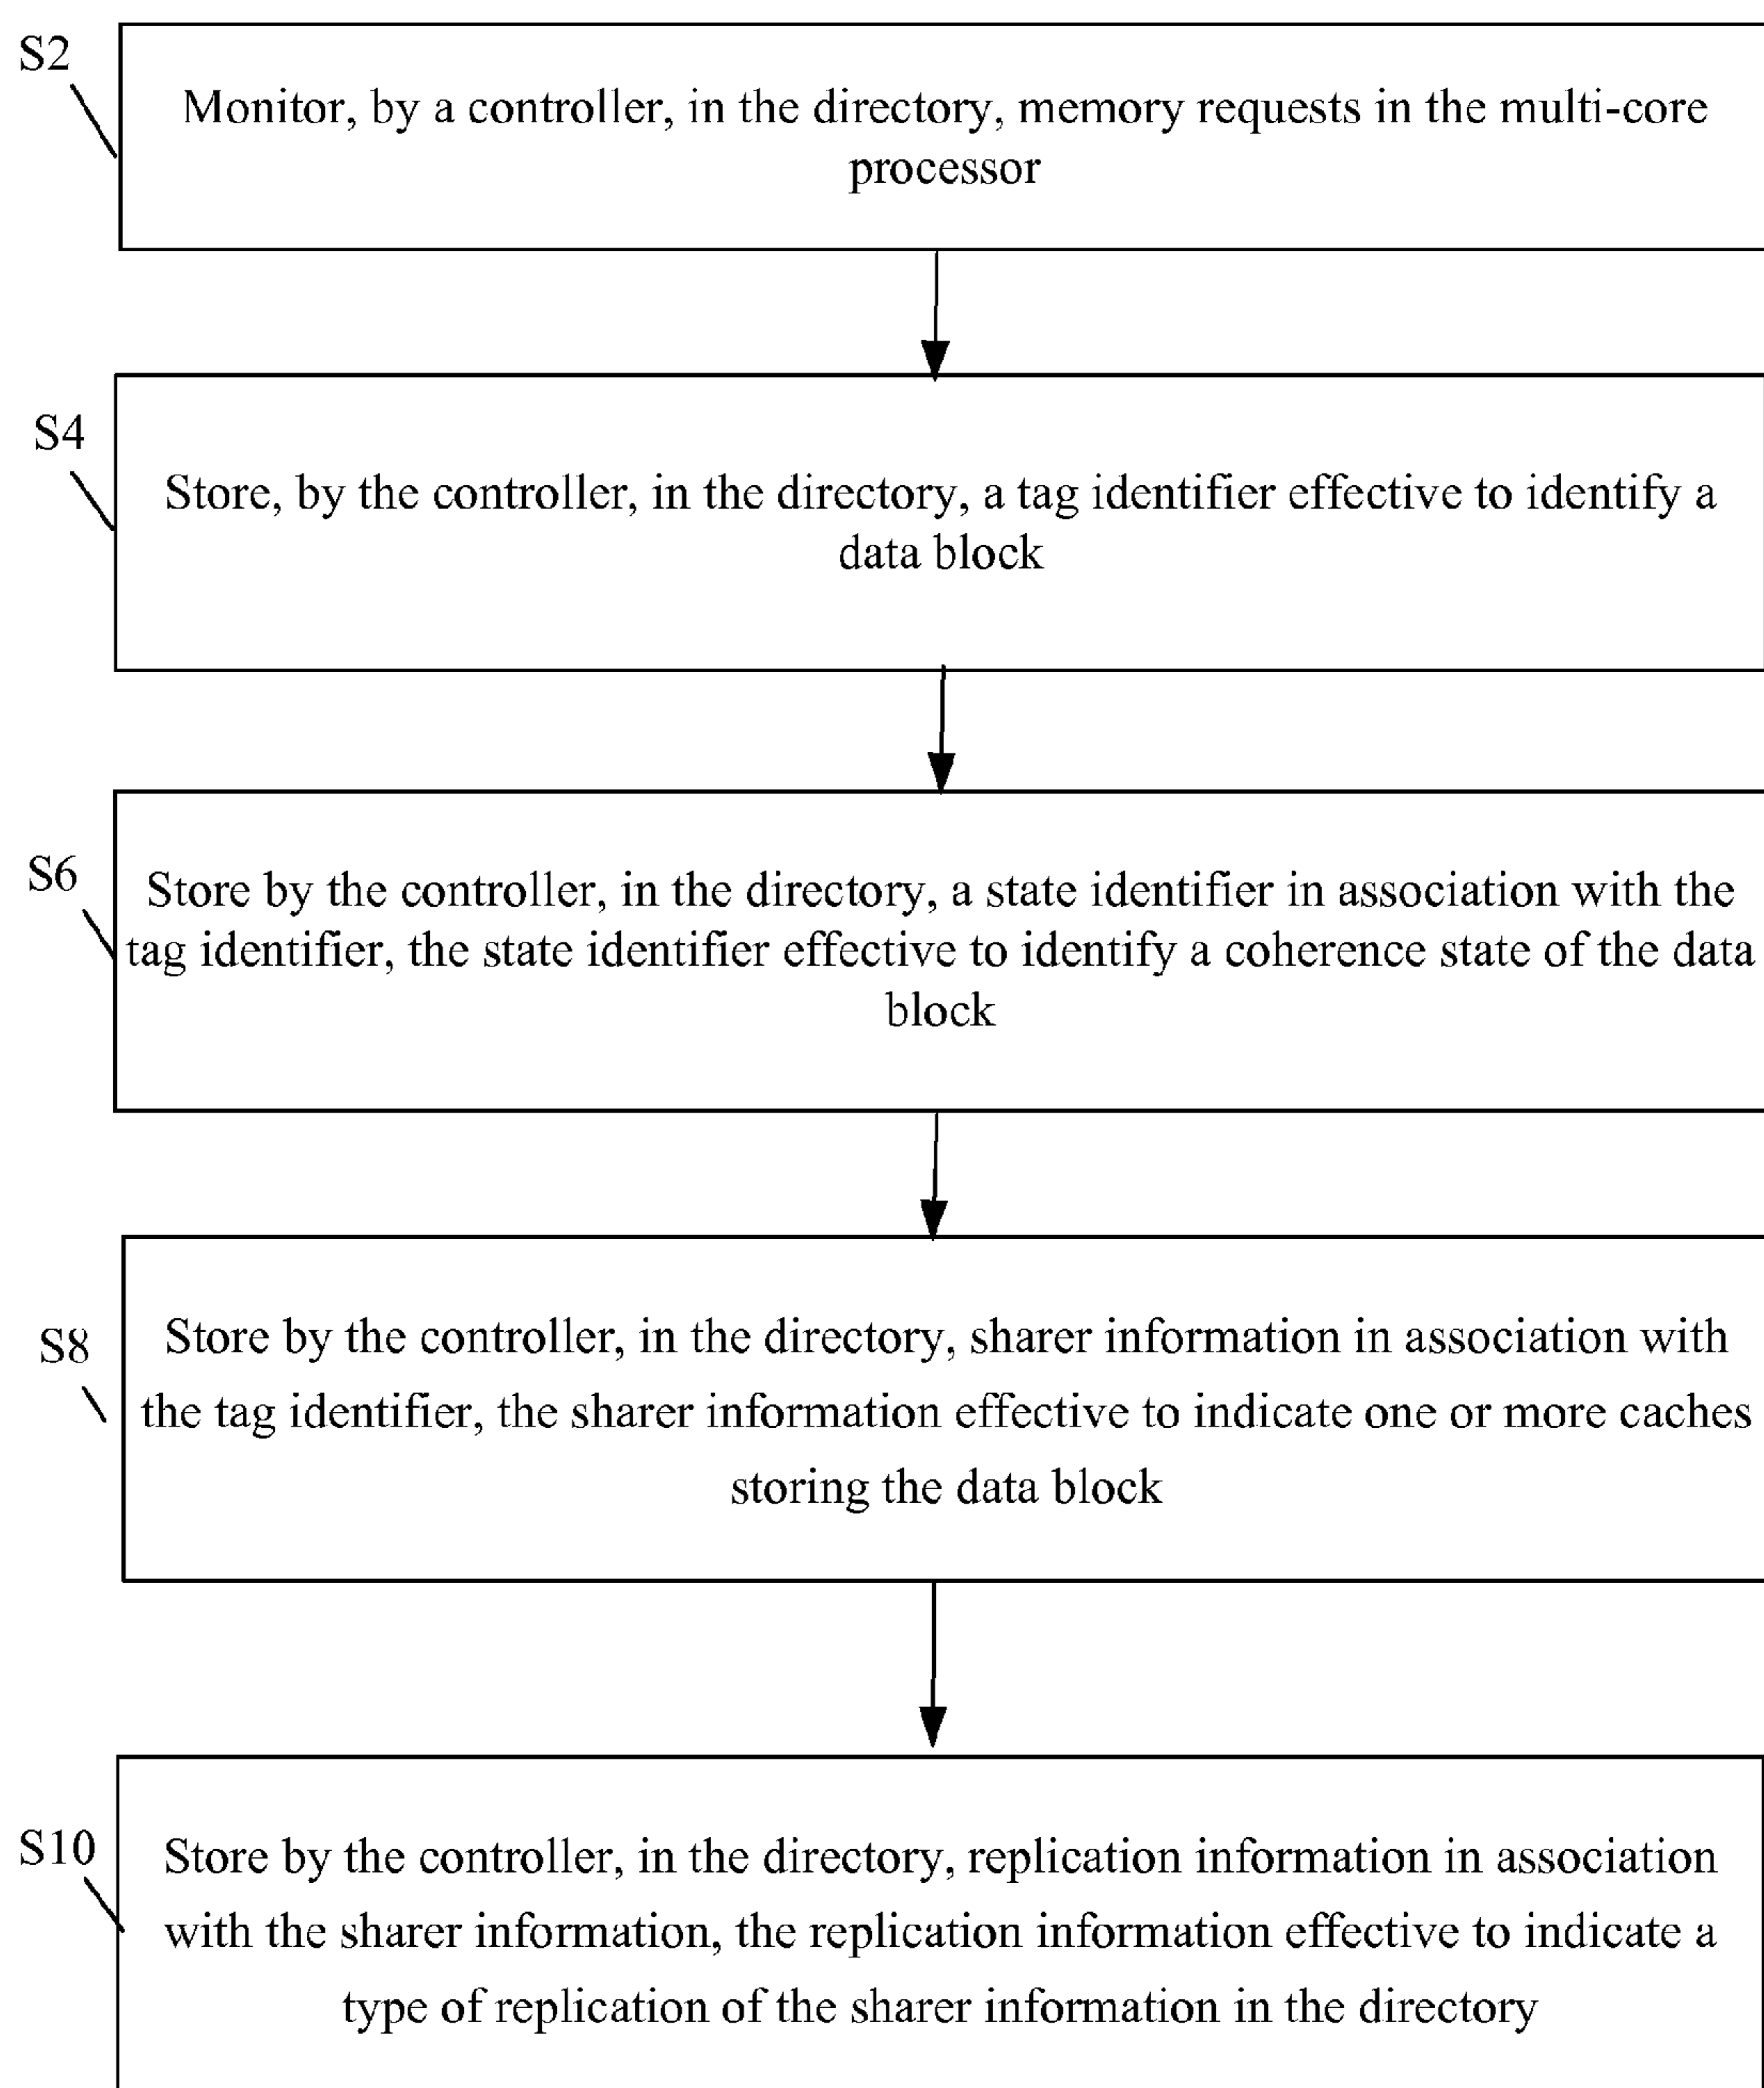 S2
Monitor, by a controller, in the directory, memory requests in the multi-core
processor
S4
Store, by the controller, in the directory, a tag identifier effective to identify a
data block
S6
Store by the controller, in the directory, a state identifier in association with the
tag identifier, the state identifier effective to identify a coherence state of the data
block
S8
Store by the controller, in the directory, sharer information in association with
the tag identifier, the sharer information effective to indicate one or more caches
storing the data block
S10
Store by the controller, in the directory, replication information in association
with the sharer information, the replication information effective to indicate a
type of replication of the sharer information in the directory